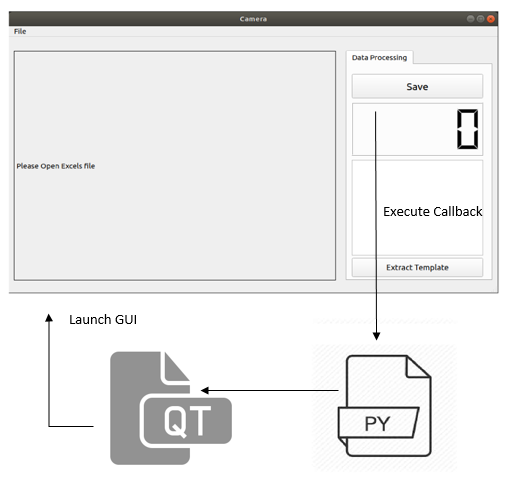 Camera
File
Data Processing
Save
0
Please Open Excels file
Execute Callback
Extract Template
Launch GUI
QT
PY